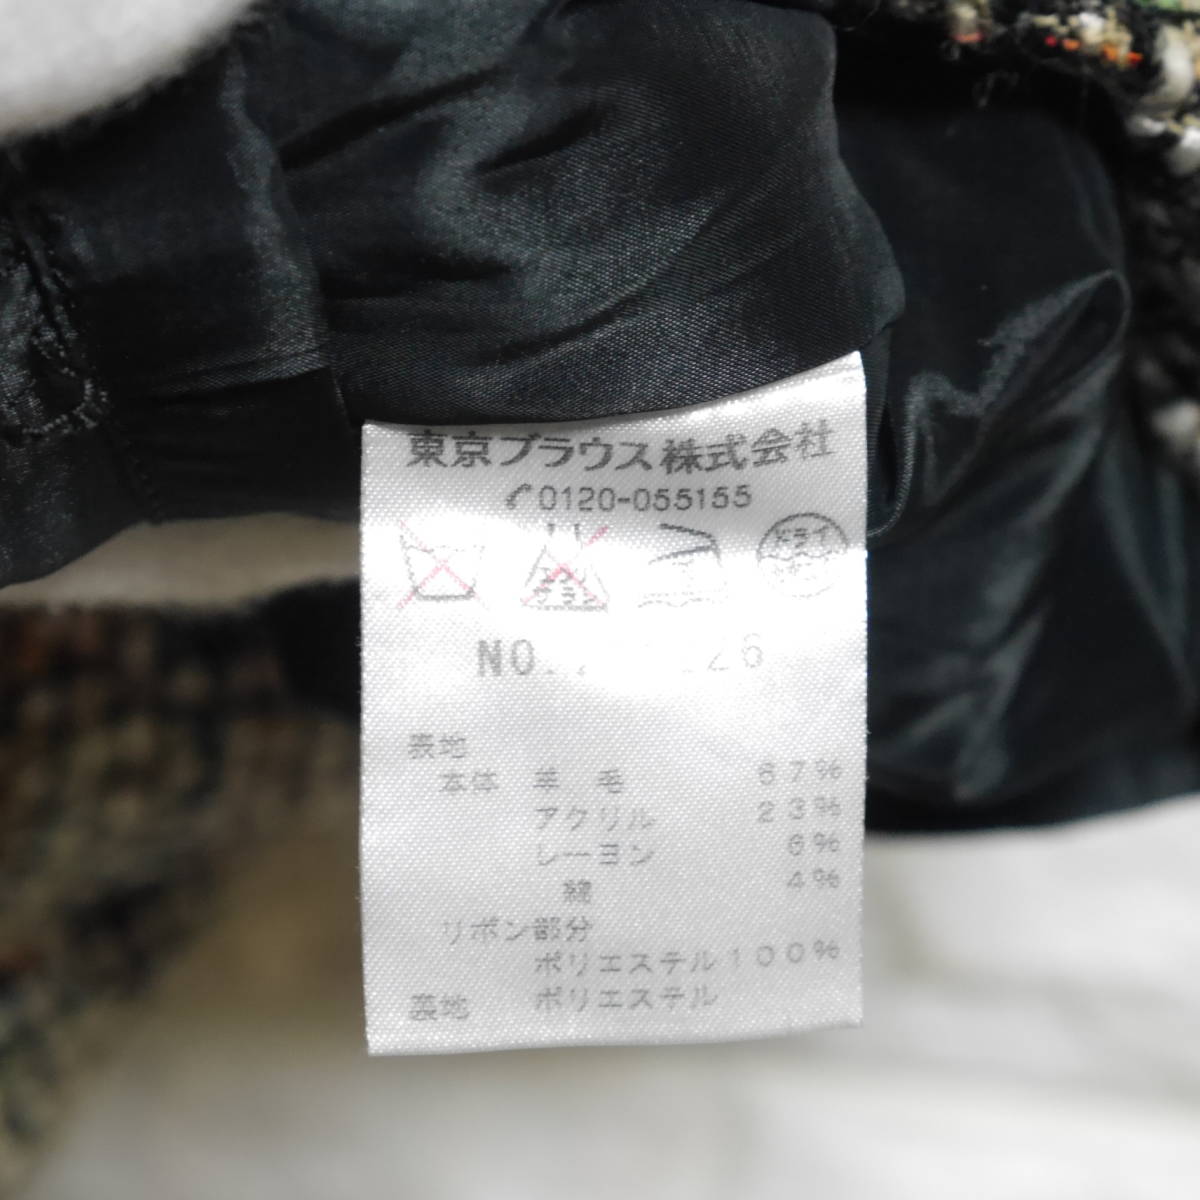 東京ブラウス株式会社
0120-055155
ドライ
NO.
表地
本体 羊毛 67%
アクリル 23%
レーヨン 6%
綿 4%
リボン部分
ポリエステル100%
裏地 ポリエステル